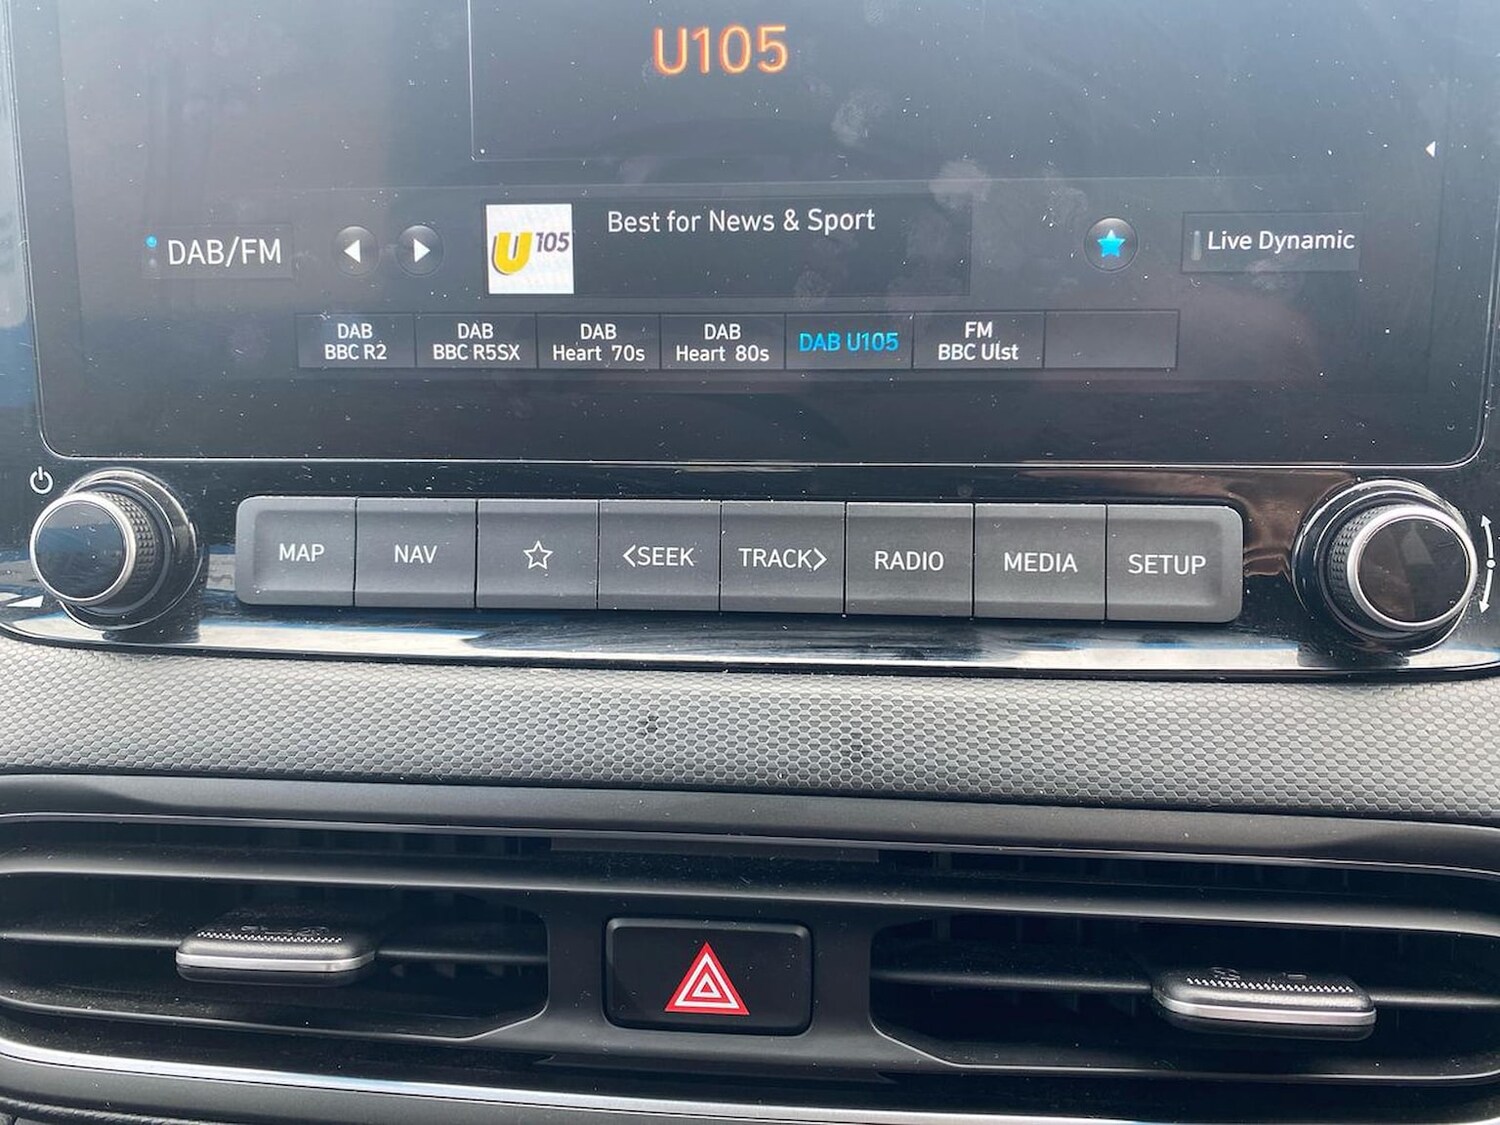 U105
DAB/FM
U 105
Best for News & Sport
Live Dynamic
DAB
BBC R2
DAB
BBC R5SX
DAB
Heart 70s
DAB
Heart 80s
DAB U105
FM
BBC Ulst
MAP
NAV
<SEEK
TRACK>
RADIO
MEDIA
SETUP